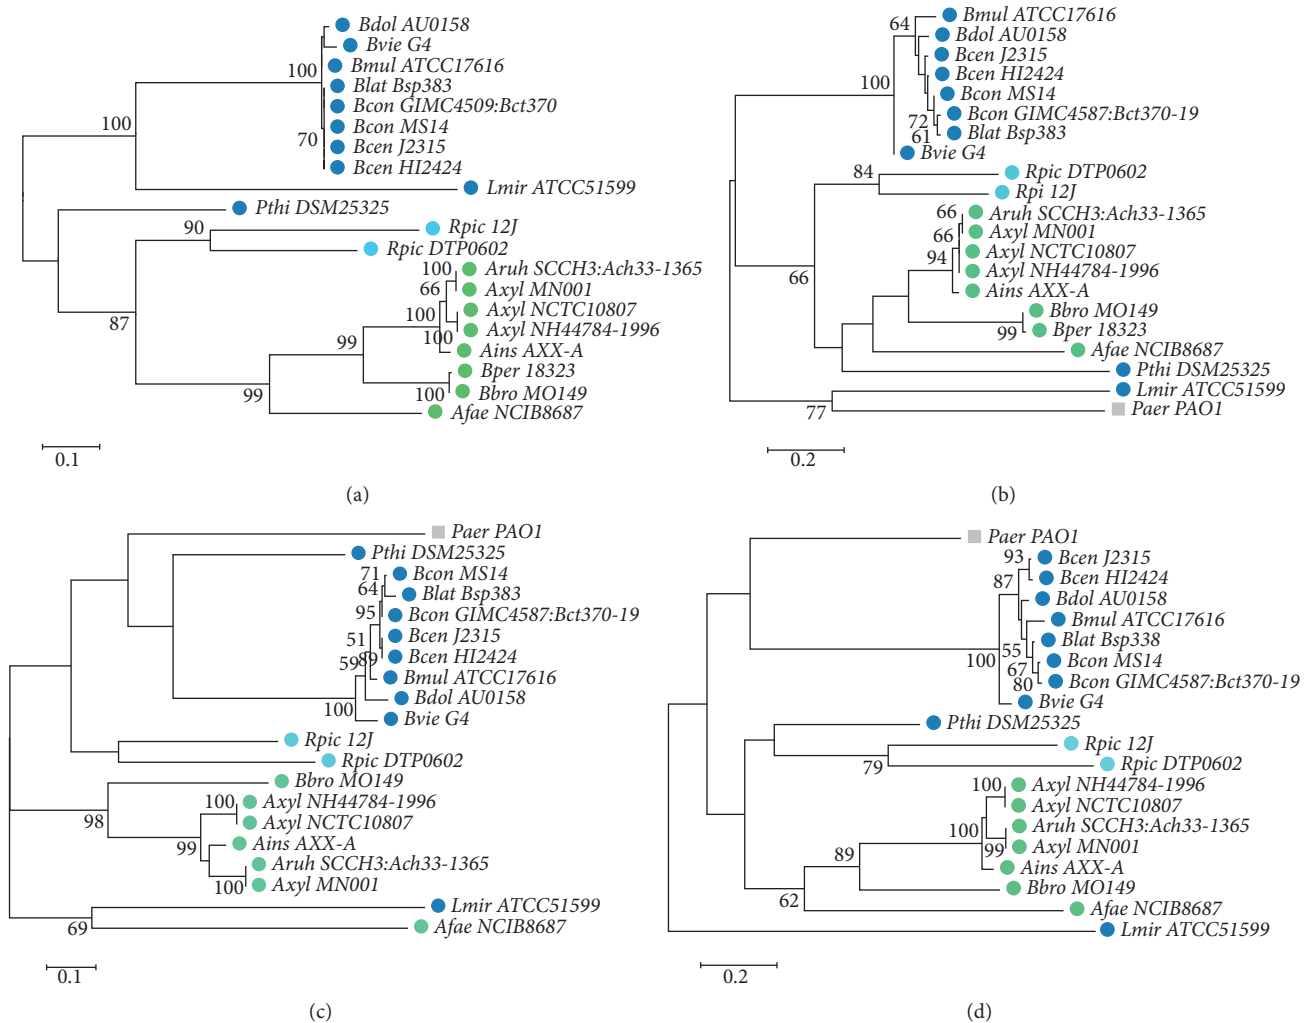 Bdol AU0158
Bvie G4
Bmul ATCC17616
100
Blat Bsp383
Bcon GIMC4509:Bct370
100
Bcon MS14
70
Bcen J2315
Bcen HI2424
Lmir ATCC51599
Pthi DSM25325
90
Rpic 12J
Rpic DTP0602
100
Aruh SCCH3:Ach33-1365
66
Axyl MN001
100
Axyl NCTC10807
87
100
Axyl NH44784-1996
99
Ains AXX-A
Bper 18323
99
100
Bbro MO149
Afae NCIB8687
0.1
(a)
Bmul ATCC17616
64
Bdol AU0158
Bcen J2315
100
Bcen HI2424
Bcon MS14
72
Bcon GIMC4587:Bct370-19
61
Blat Bsp383
Bvie G4
84
Rpic DTP0602
Rpi 12J
66
Aruh SCCH3:Ach33-1365
66
Axyl MN001
94
Axyl NCTC10807
66
Axyl NH44784-1996
Ains AXX-A
Bbro MO149
99
Bper 18323
Afae NCIB8687
Pthi DSM25325
Lmir ATCC51599
77
Paer PAO1
0.2
(b)
Paer PAO1
Pthi DSM25325
71
Bcon MS14
64
Blat Bsp383
95
Bcon GIMC4587:Bct370-19
51
Bcen J2315
59
89
Bcen HI2424
Bmul ATCC17616
100
Bdol AU0158
Bvie G4
Rpic 12J
Rpic DTP0602
Bbro MO149
100
Axyl NH44784-1996
98
Axyl NCTC10807
99
Ains AXX-A
Aruh SCCH3:Ach33-1365
100
Axyl MN001
Lmir ATCC51599
69
Afae NCIB8687
0.1
(c)
Paer PAO1
93
Bcen J2315
87
Bcen HI2424
Bdol AU0158
Bmul ATCC17616
55
Blat Bsp338
100
67
Bcon MS14
80
Bcon GIMC4587:Bct370-19
Bvie G4
Pthi DSM25325
Rpic 12J
79
Rpic DTP0602
100
Axyl NH44784-1996
Axyl NCTC10807
100
Aruh SCCH3:Ach33-1365
89
99
Axyl MN001
Ains AXX-A
62
Bbro MO149
Afae NCIB8687
Lmir ATCC51599
0.2
(d)